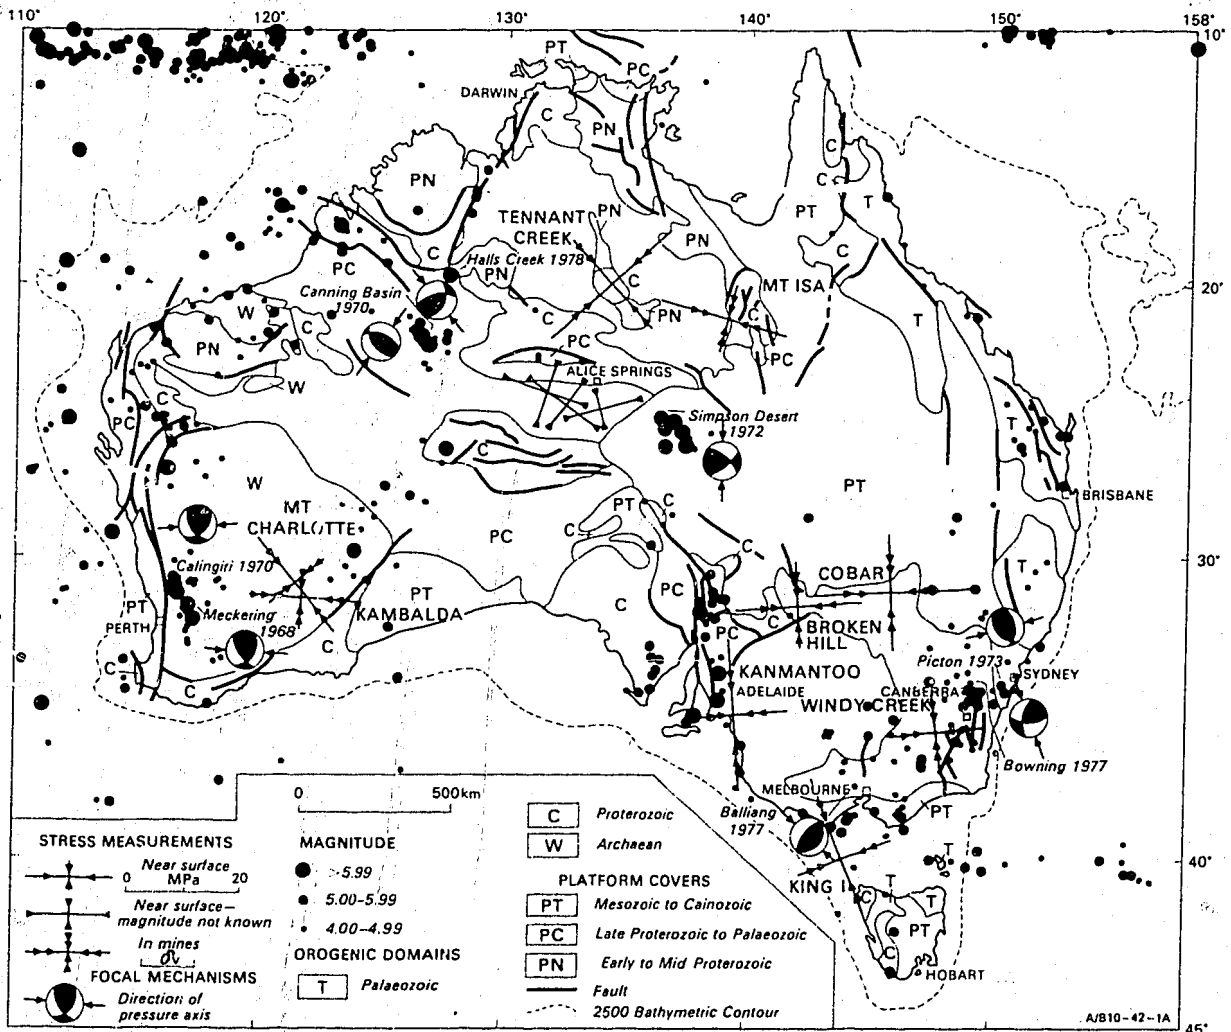 110°
120°
130°
140°
150°
158°
10°
PT
PC
DARWIN
C
PN
C
PN
C
PT
T
TENNANT
CREEK
PN
PN
C
C
Halls Creek 1978
PN
PC
C
MT ISA
Canning Basin
1970
20°
W
C
PN
C
PN
C
T
PC
PC
ALICE SPRINGS
W
C
PC
Simpson Desert
1972
T
C
W
PT
BRISBANE
MT
CHARLOTTE
PT
C
C
PC
C
30°
T
COBAR
Calingiri 1970
PT
KAMBALDA
PC
C
PT
Meckering
1968
C
PC
C
BROKEN
HILL
PERTH
C
C
C
Picton 1973
SYDNEY
KANMANTOO
ADELAIDE
CANBERRA
WINDY CREEK
Bowning 1977
MELBOURNE
Balliang
1977
PT
T
40°
KING I
T
T
C
PT
C
HOBART
45°
0 500km
STRESS MEASUREMENTS
Near surface
0 MPa 20
Near surface—
magnitude not known
In mines
FOCAL MECHANISMS
Direction of
pressure axis
MAGNITUDE
>5.99
5.00-5.99
4.00-4.99
OROGENIC DOMAINS
T Palaeozoic
C Proterozoic
W Archaean
PLATFORM COVERS
PT Mesozoic to Cainozoic
PC Late Proterozoic to Palaeozoic
PN Early to Mid Proterozoic
Fault
2500 Bathymetric Contour
A/B10-42-1A